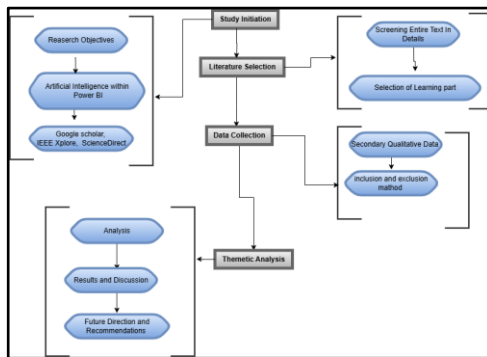 Study Initiation
Reaserch Objectives
Artificial Intelligence within
Power BI
Google scholar,
IEEE Xplore, ScienceDirect
Literature Selection
Screening Entire Text In
Details
Selection of Learning part
Data Collection
Secondary Qualitative Data
inclusion and exclusion
mathod
Themetic Analysis
Analysis
Results and Discussion
Future Direction and
Recommendations